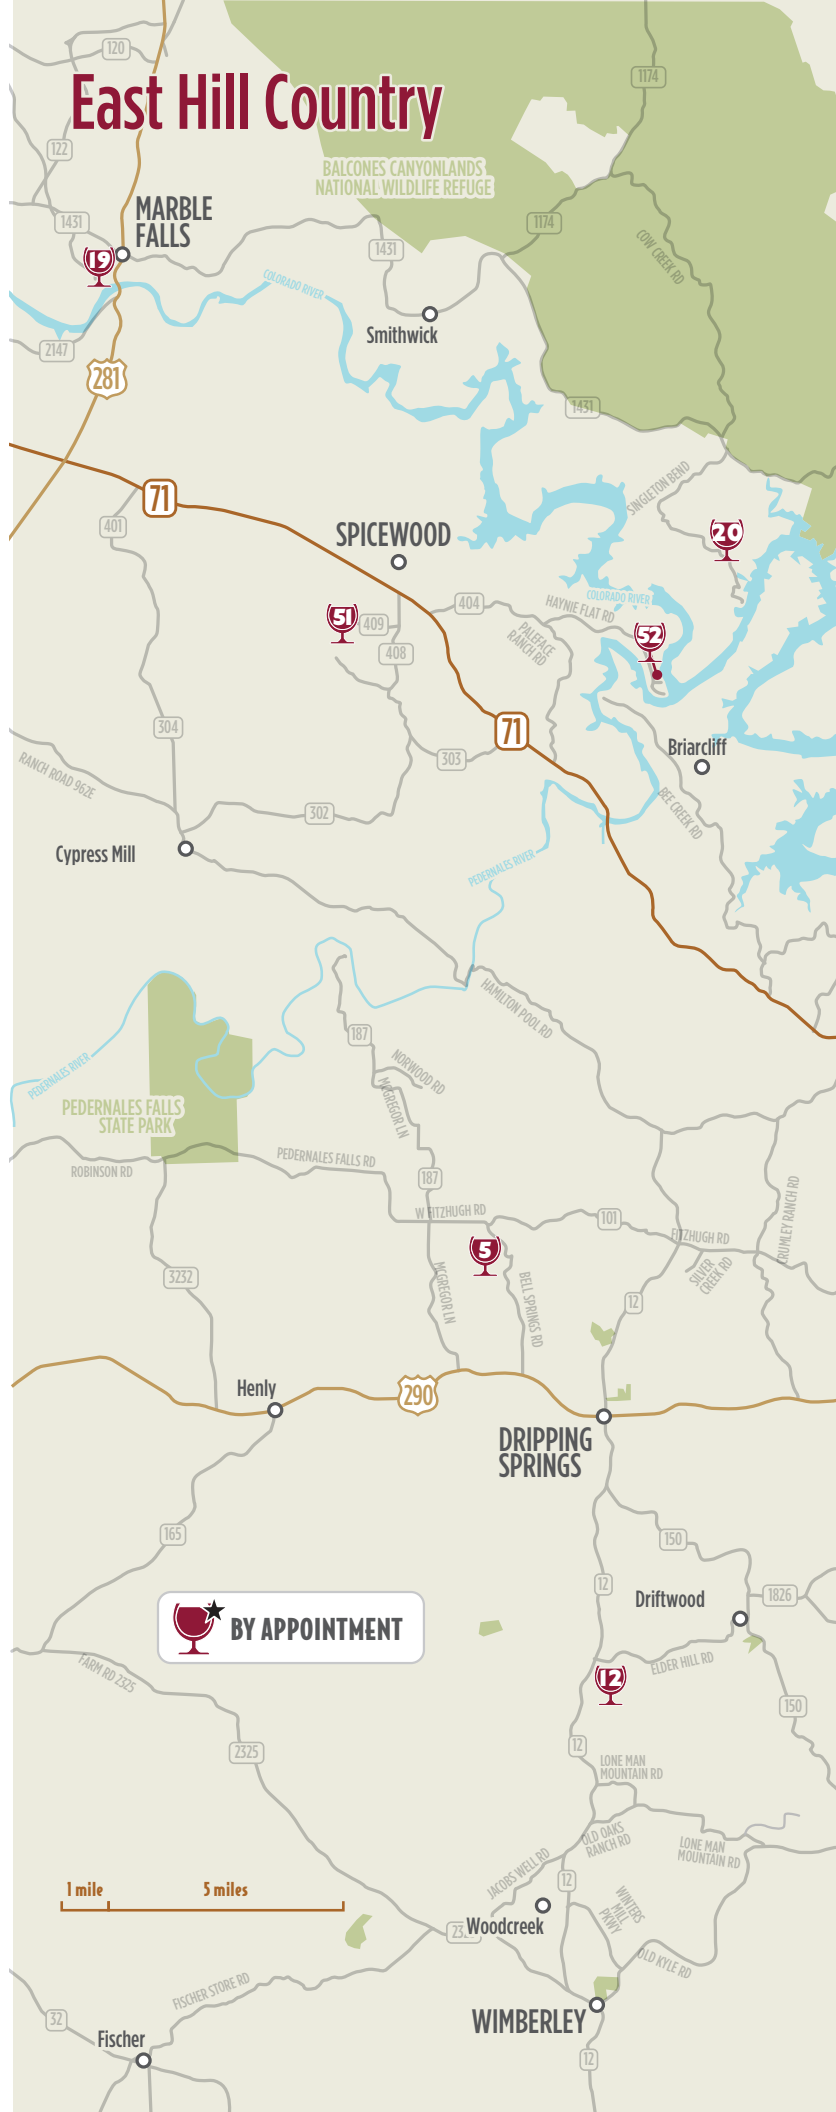 120
1174
East Hill Country
122
BALCONES CANYONLANDS
NATIONAL WILDLIFE REFUGE
MARBLE
FALLS
1431
1174
1431
COW CREEK RD
19
COLORADO RIVER
Smithwick
2147
281
1431
71
SINGLETON BEND
401
SPICEWOOD
20
COLORADO RIVER
404
HAYNIE FLAT RD
51
409
PALEFACE
RANCH RD
52
408
304
71
Briarcliff
303
RANCH ROAD 962E
BEE CREEK RD
302
Cypress Mill
PEDERNALES RIVER
HAMILTON POOL RD
187
NORWOOD RD
PEDERNALES RIVER
MCGREGOR LN
PEDERNALES FALLS
STATE PARK
PEDERNALES FALLS RD
ROBINSON RD
187
CRUMLEY RANCH RD
W FITZHUGH RD
101
FITZHUGH RD
5
SILVER
CREEK RD
3232
MCGREGOR LN
BELL SPRINGS RD
12
Henly
290
DRIPPING
SPRINGS
165
150
12
1826
Driftwood
BY APPOINTMENT
ELDER HILL RD
FARM RD 2325
12
150
2325
12
LONE MAN
MOUNTAIN RD
OLD OAKS
RANCH RD
LONE MAN
MOUNTAIN RD
JACOBS WELL RD
12
1 mile
5 miles
WINTERS
MILL
PKWY
Woodcreek
OLD KYLE RD
FISCHER STORE RD
32
WIMBERLEY
Fischer
12